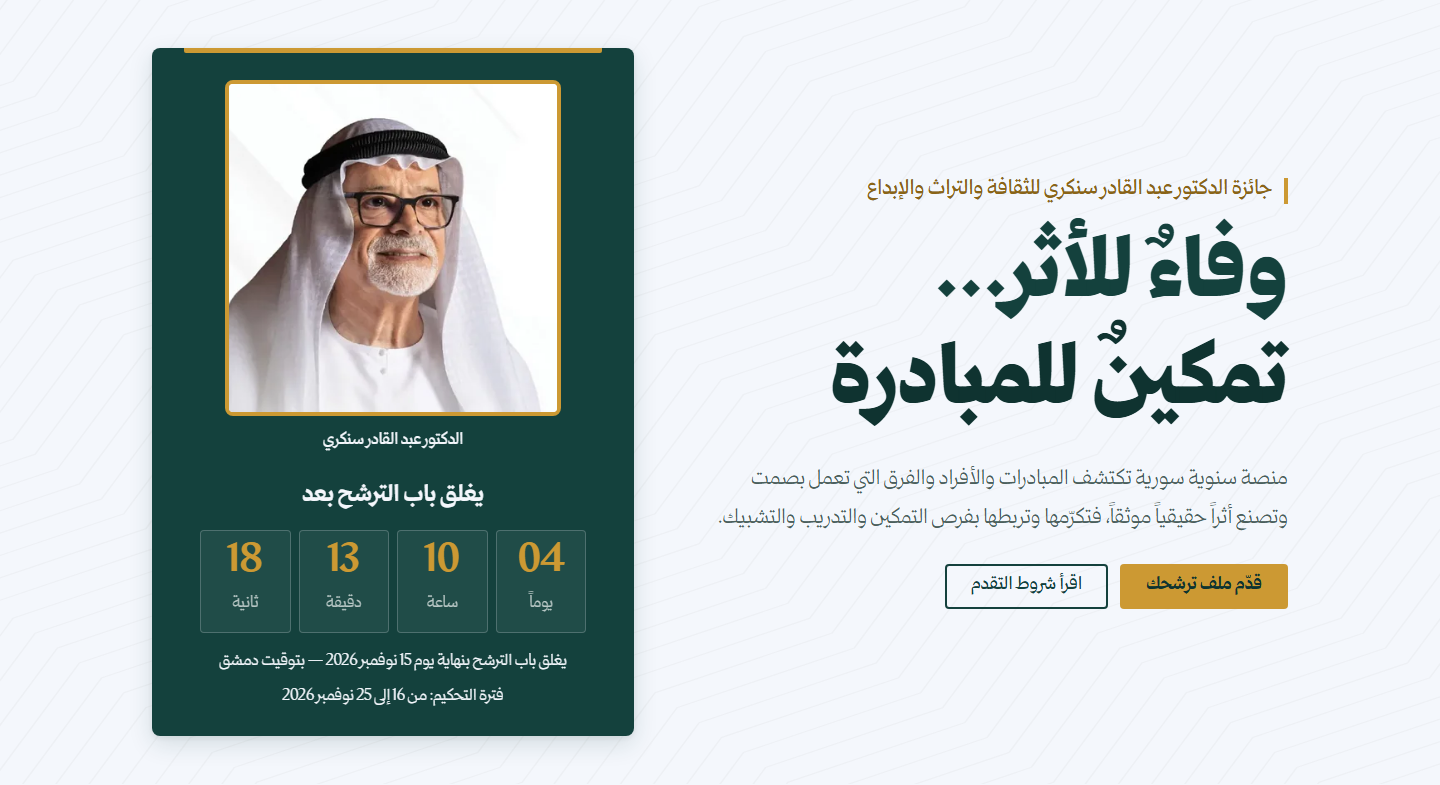 جائزة الدكتور عبد القادر سنكري للثقافة والتراث والإبداع
وفاءٌ للأثر...
تمكينٌ للمبادرة
منصة سنوية سورية تكتشف المبادرات والأفراد والفرق التي تعمل بصمت
وتصنع أثراً حقيقياً موثقاً، فتكرّمها وتربطها بفرص التمكين والتدريب والتشبيك.
قدّم ملف ترشحك
اقرأ شروط التقدم
الدكتور عبد القادر سنكري
يغلق باب الترشح بعد
04 10 13 18
يوماً ساعة دقيقة ثانية
يغلق باب الترشح بنهاية يوم 15 نوفمبر 2026 — بتوقيت دمشق
فترة التحكيم: من 16 إلى 25 نوفمبر 2026